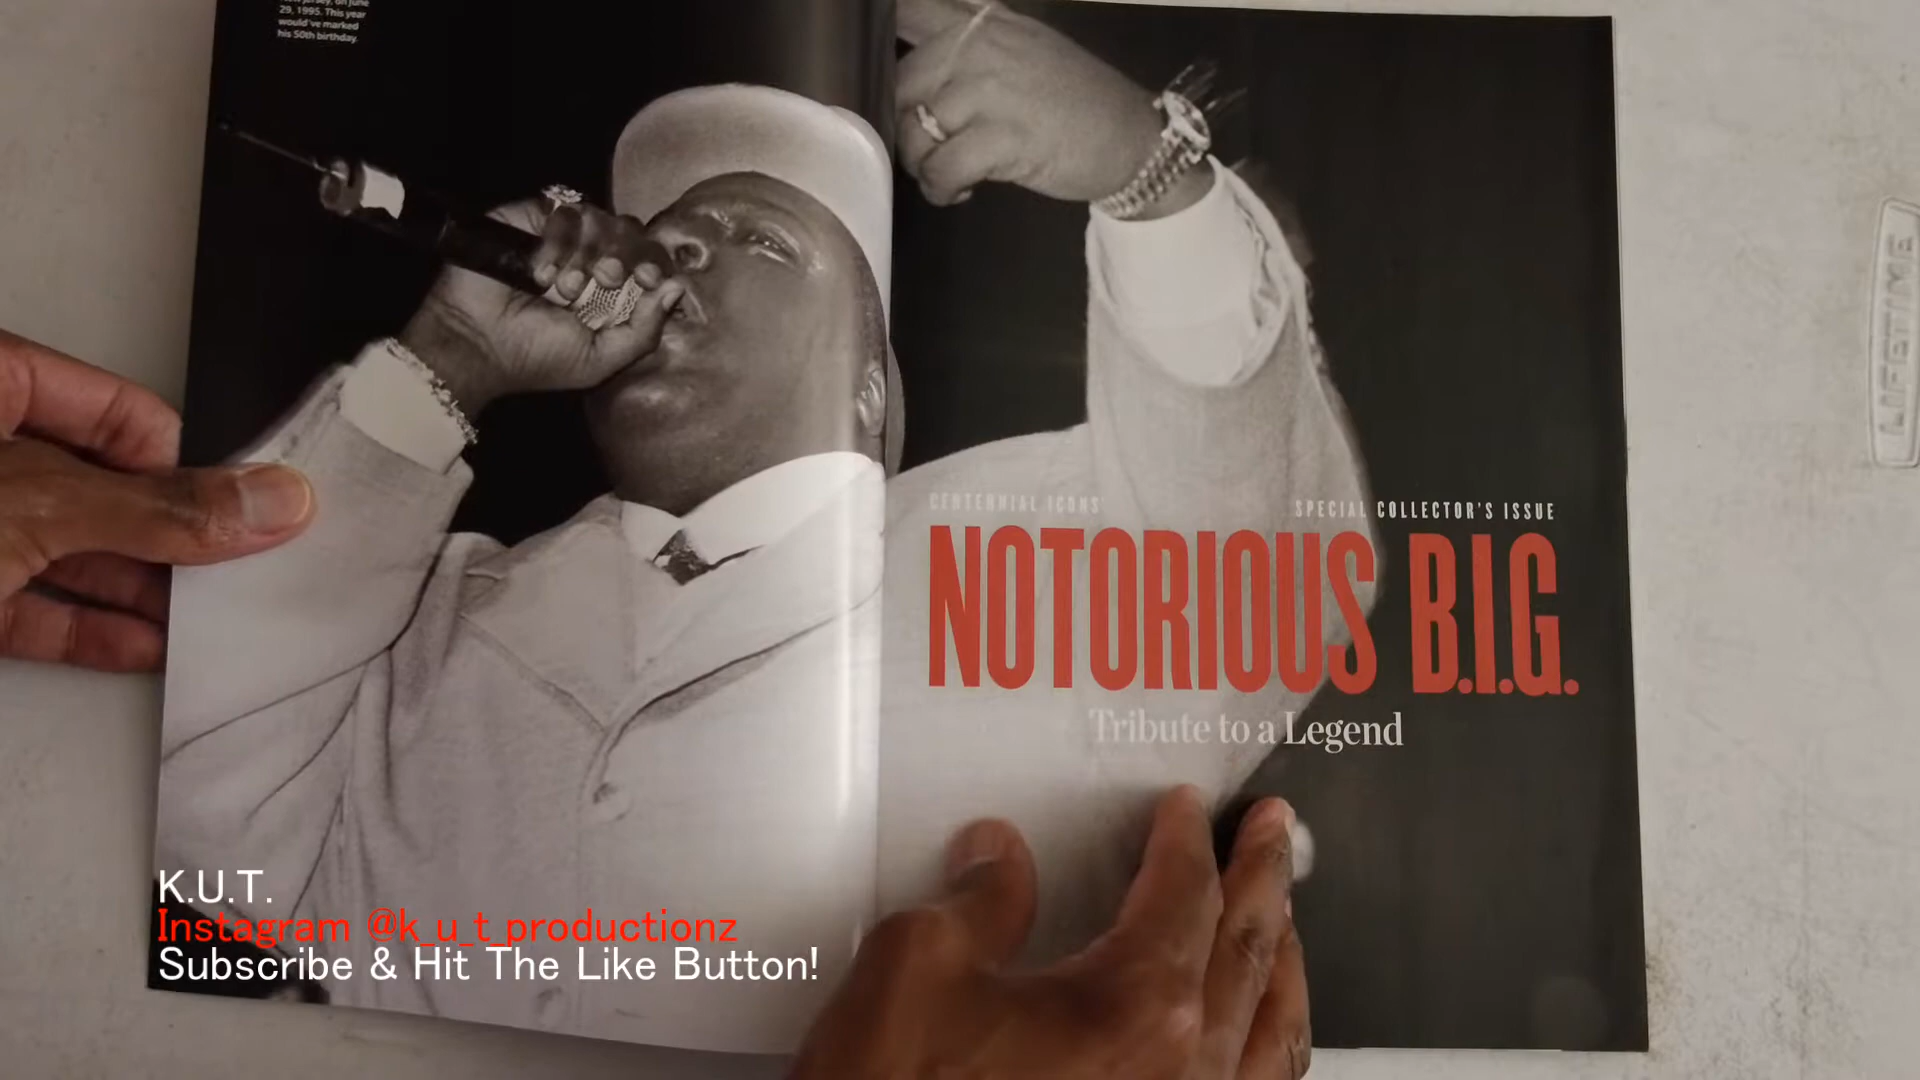 29, 1995. This year
would've marked
his 50th birthday.
CENTENNIAL ICONS
SPECIAL COLLECTOR'S ISSUE
NOTORIOUS B.I.G.
Tribute to a Legend
LIFETIME
K.U.T.
Instagram @k_u_t_productionz
Subscribe & Hit The Like Button!